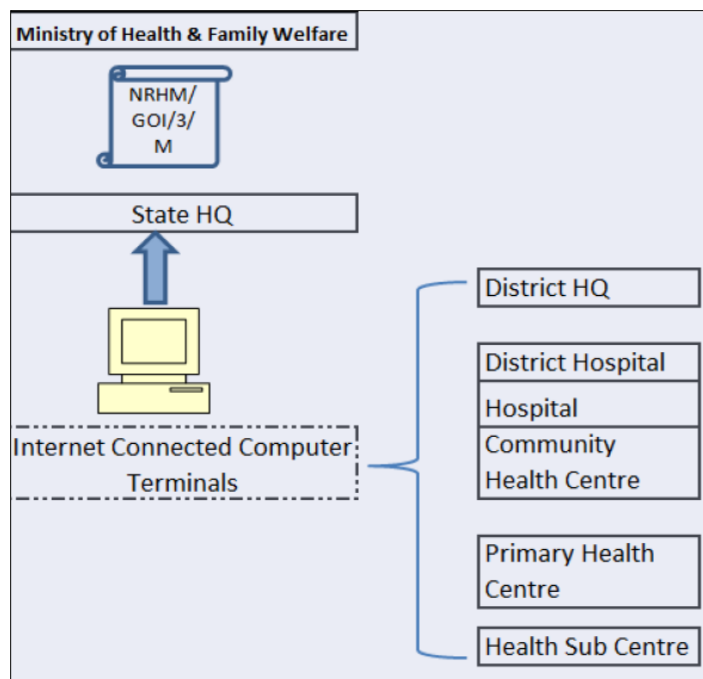 Ministry of Health & Family Welfare
NRHM/
GOI/3/
M
State HQ
Internet Connected Computer
Terminals
District HQ
District Hospital
Hospital
Community
Health Centre
Primary Health
Centre
Health Sub Centre